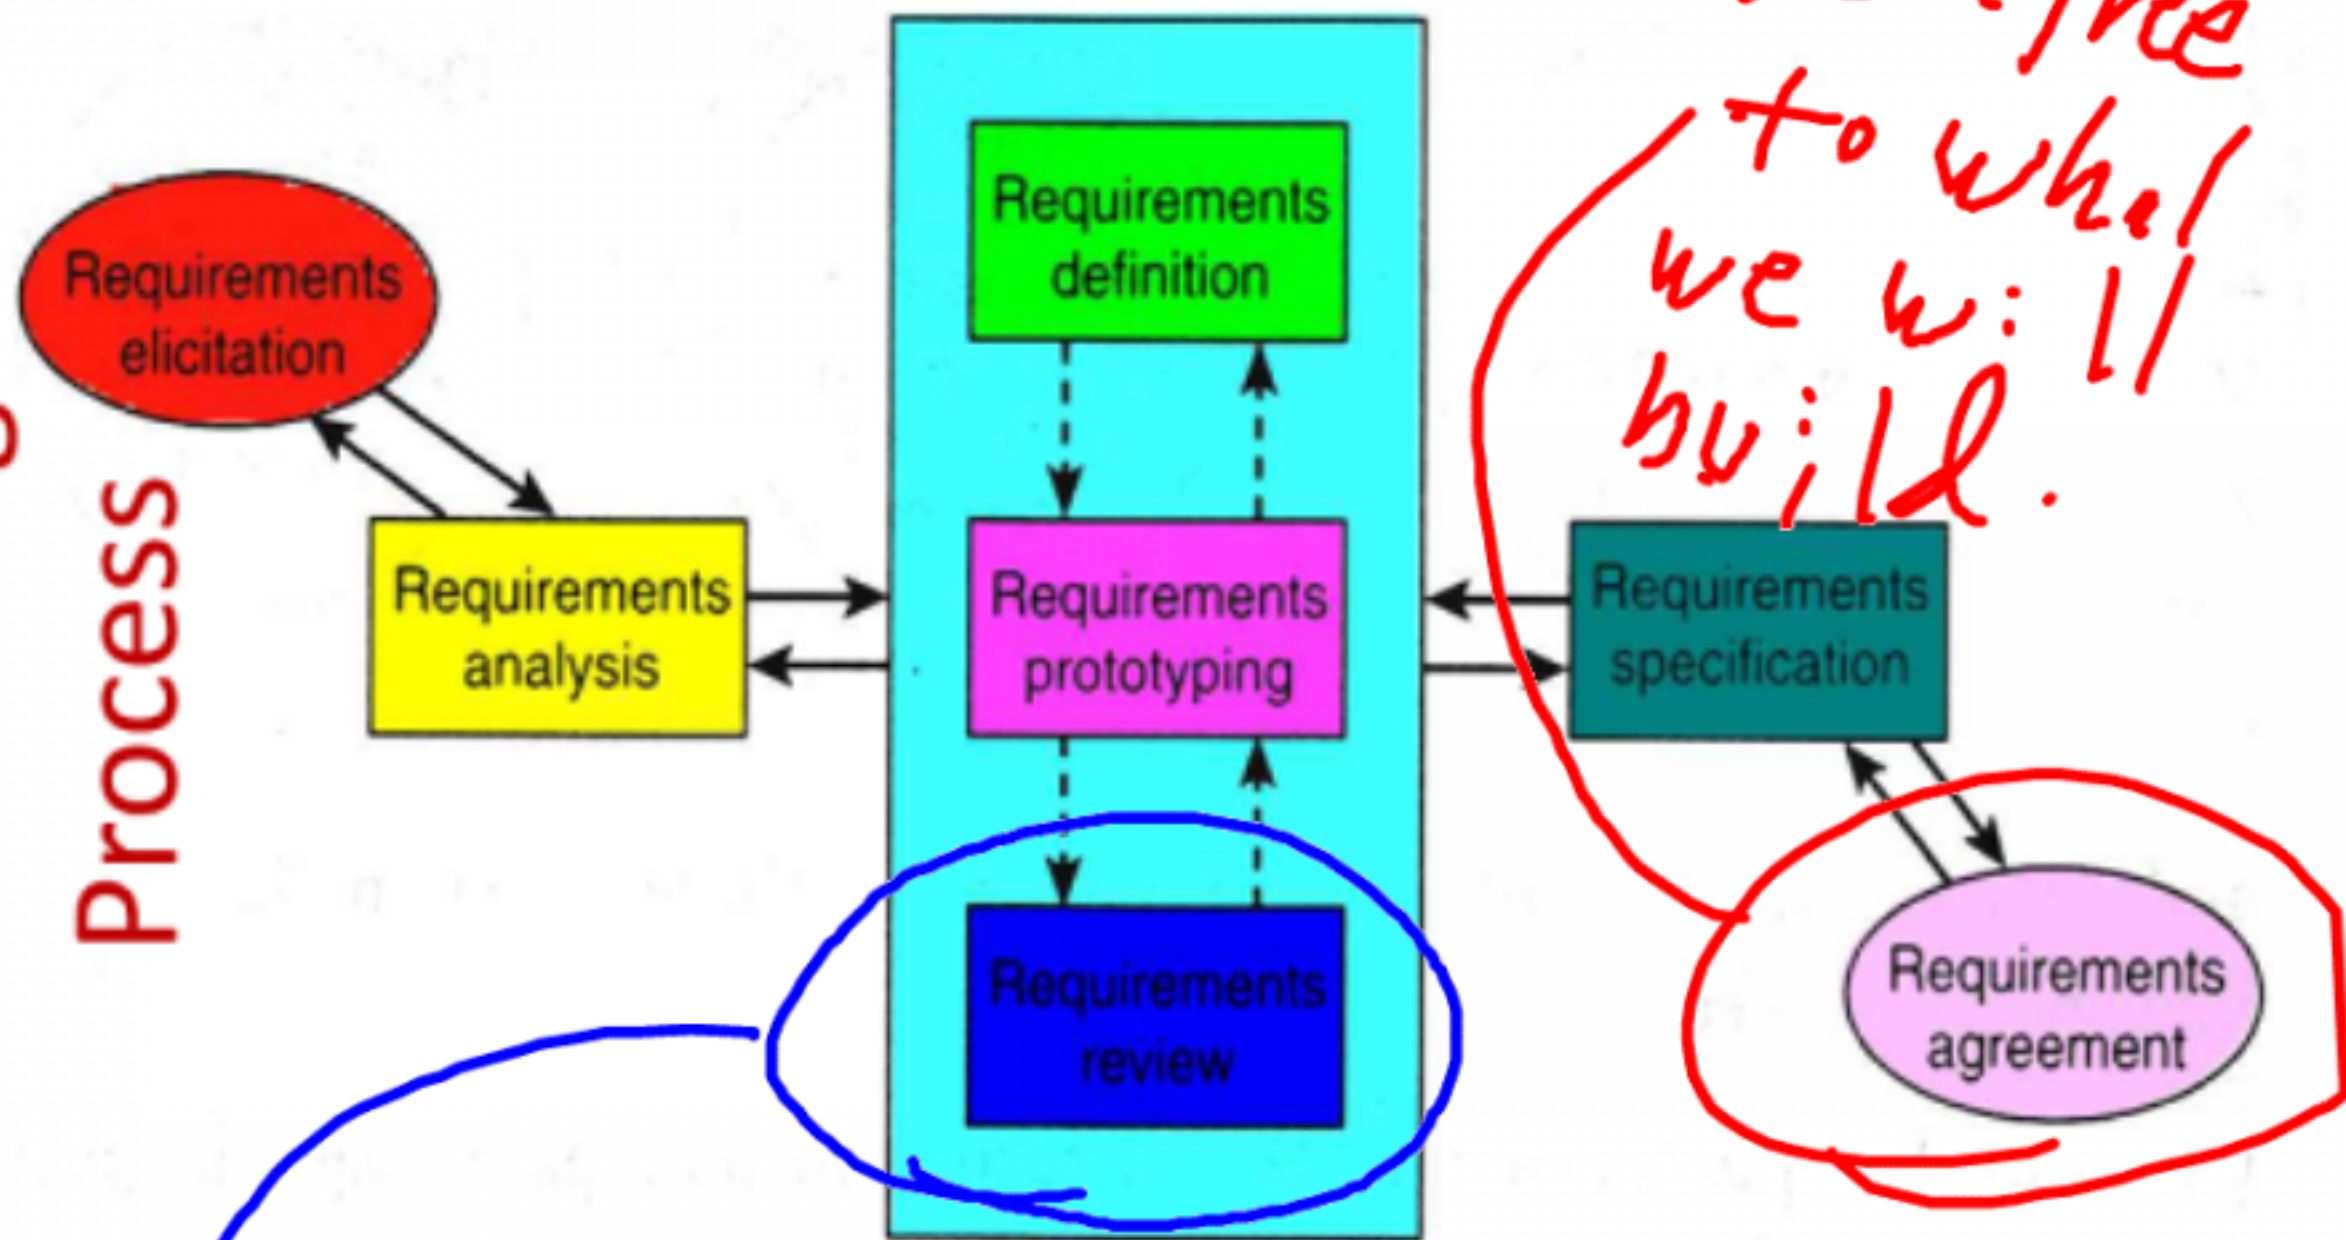 Process
Requirements
elicitation
Requirements
analysis
Requirements
definition
Requirements
prototyping
Requirements
review
Requirements
specification
Requirements
agreement
to what
we will
build.